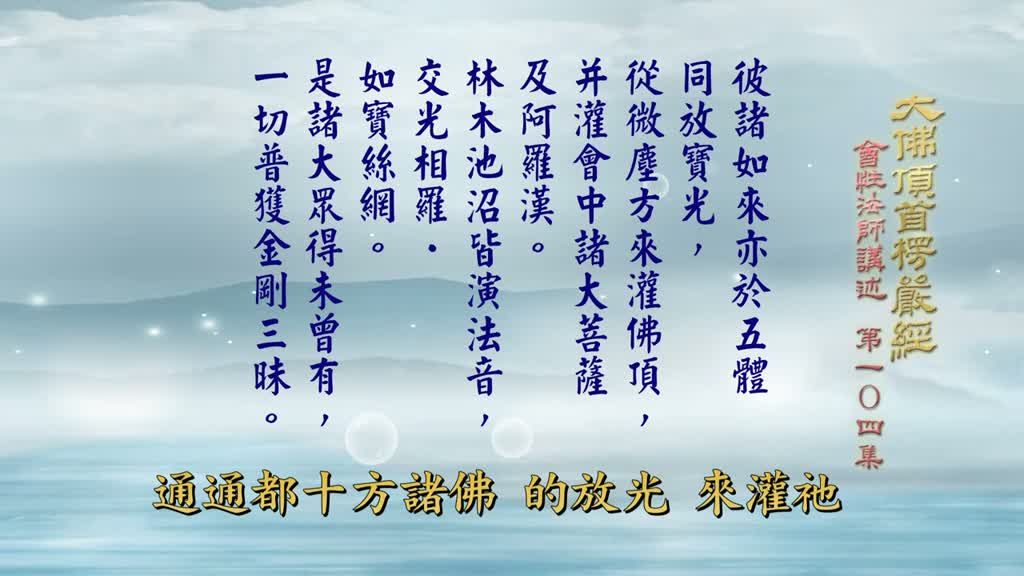 大佛頂首楞嚴經
會性法師講述 第一〇四集
彼諸如來亦於五體
同放寶光，
從微塵方來灌佛頂，
并灌會中諸大菩薩
及阿羅漢。
林木池沼皆演法音，
交光相羅．
如寶絲網。
是諸大眾得未曾有，
一切普獲金剛三昧。
通通都十方諸佛 的放光 來灌祂